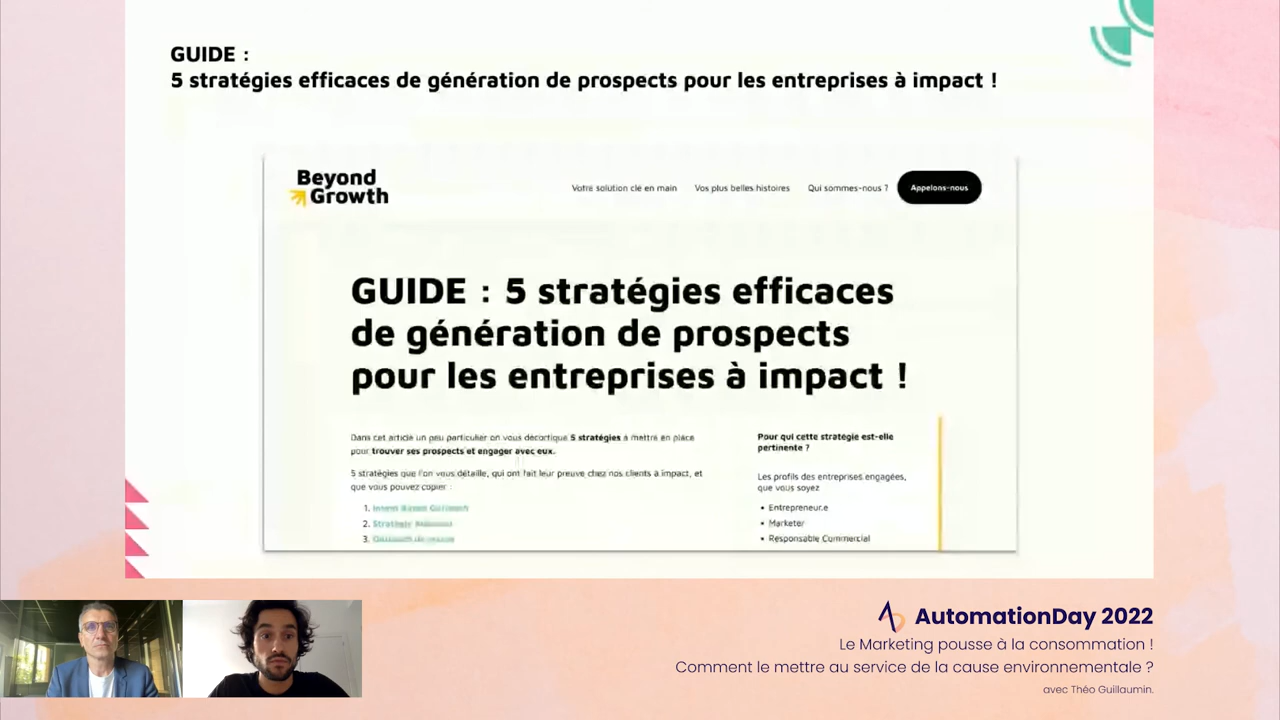 GUIDE :
5 stratégies efficaces de génération de prospects pour les entreprises à impact !
Beyond
Growth
Votre solution clé en main
Vos plus belles histoires
Qui sommes-nous ?
Appelons-nous
GUIDE : 5 stratégies efficaces
de génération de prospects
pour les entreprises à impact !
Dans cet article un peu particulier on vous décortique 5 stratégies à mettre en place
pour trouver ses prospects et engager avec eux.
5 stratégies que l'on vous détaille, qui ont fait leur preuve chez nos clients à impact, et
que vous pouvez copier :
1.
2.
3.
Pour qui cette stratégie est-elle
pertinente ?
Les profils des entreprises engagées,
que vous soyez
• Entrepreneur.e
• Marketer
• Responsable Commercial
AutomationDay 2022
Le Marketing pousse à la consommation !
Comment le mettre au service de la cause environnementale ?
avec Théo Guillaumin.